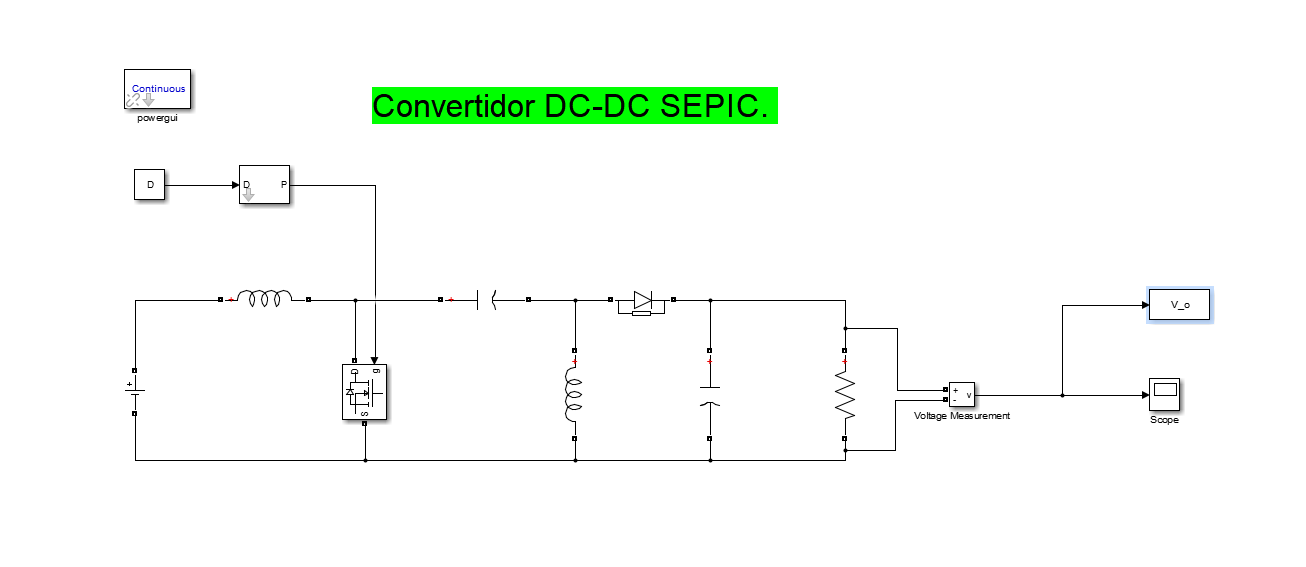 Continuous
powergui
Convertidor DC-DC SEPIC.
D
D P
g
D
S
V_o
+
-
v
Voltage Measurement
Scope